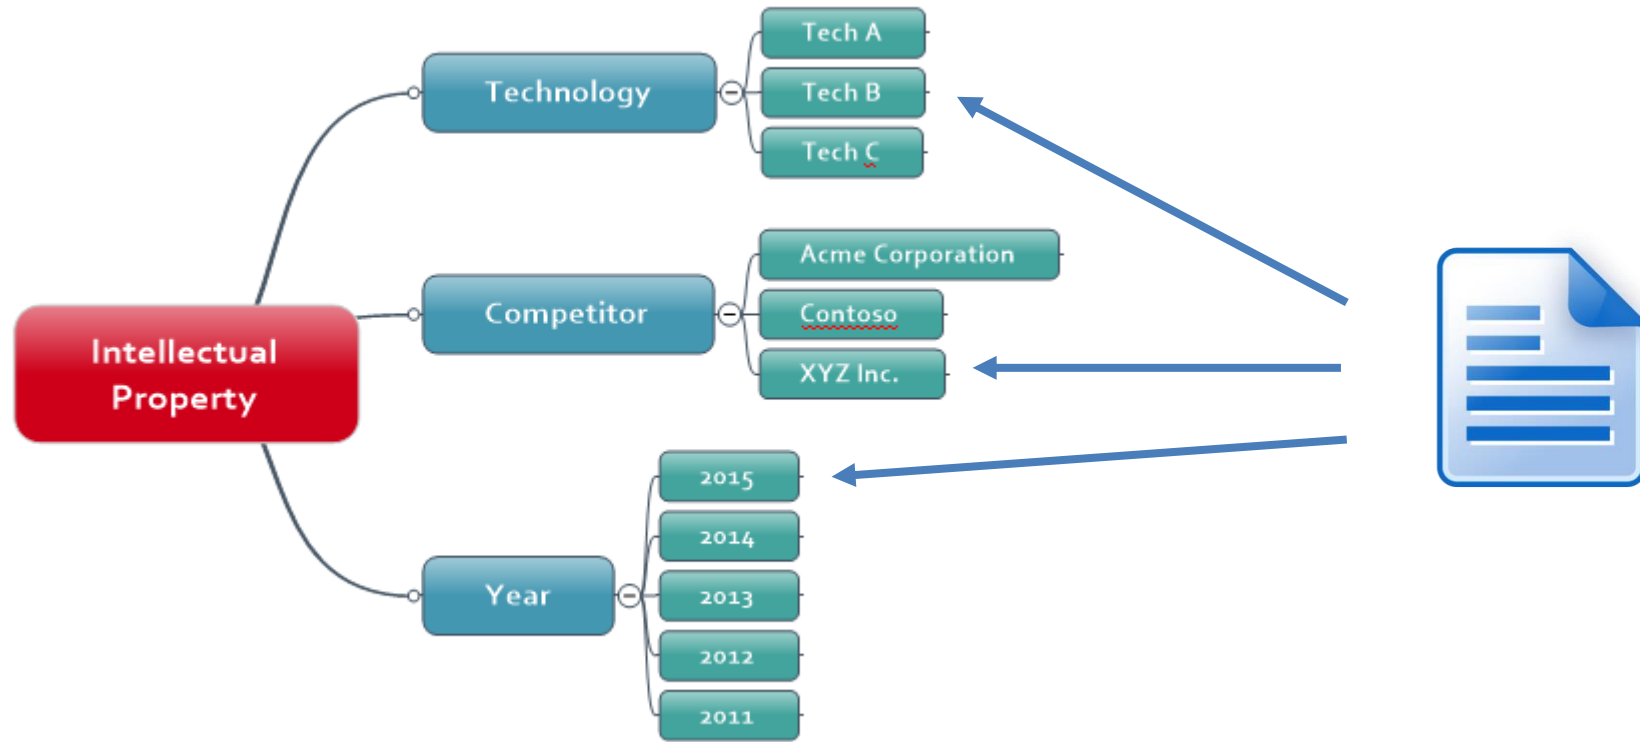 Tech A
Technology
Tech B
Tech C
Acme Corporation
Competitor
Contoso
XYZ Inc.
Intellectual
Property
2015
2014
Year
2013
2012
2011